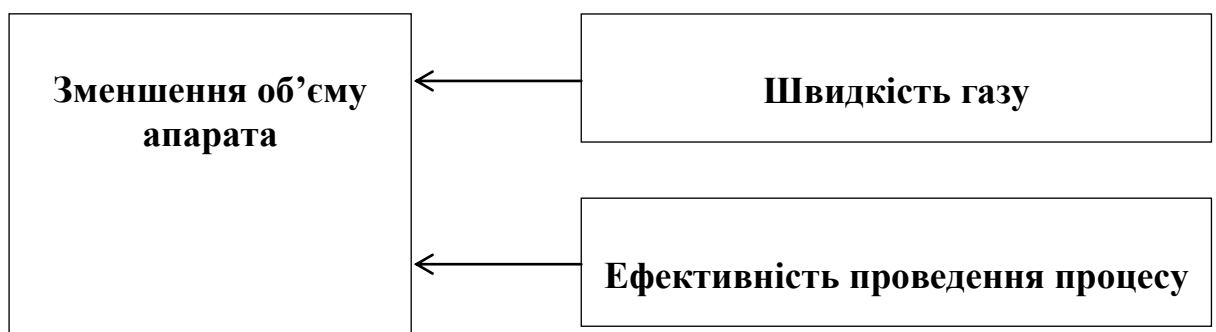 Зменшення об’єму
апарата
Швидкість газу
Ефективність проведення процесу